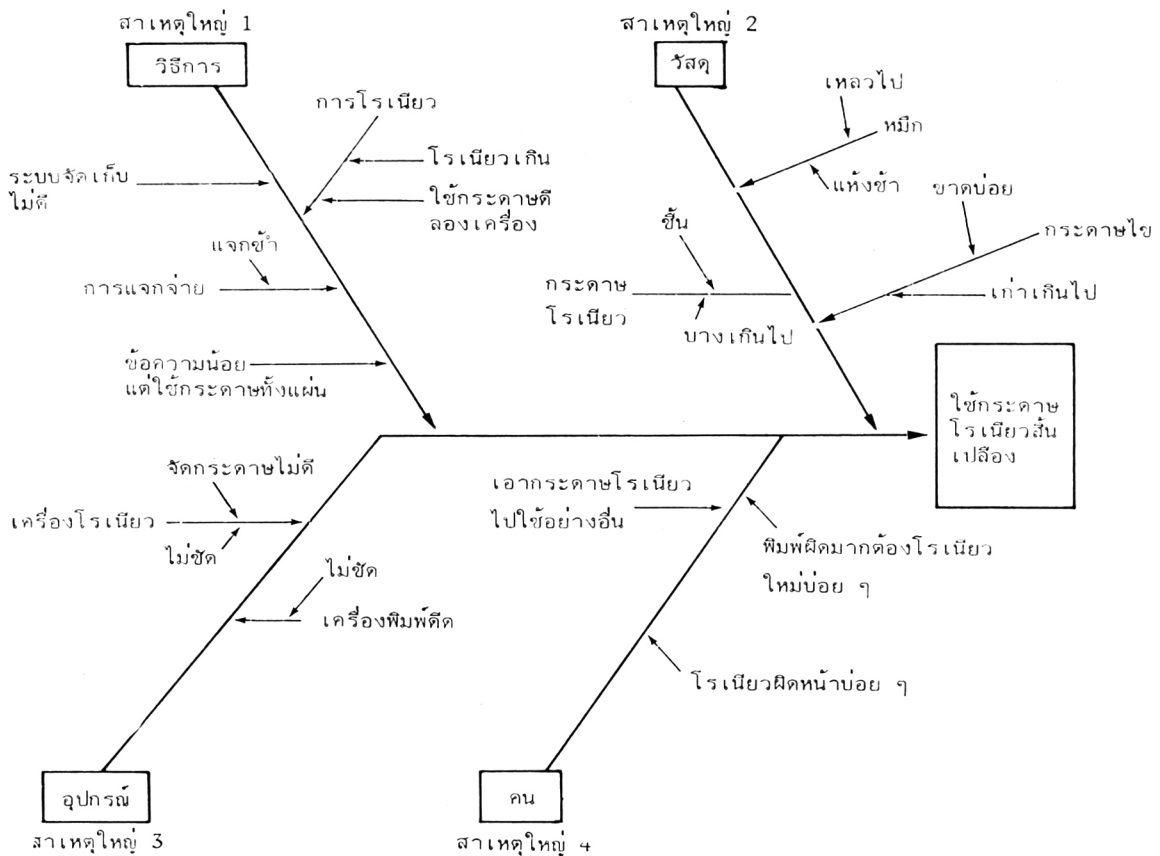 สาเหตุใหญ่ 1
วิธีการ
สาเหตุใหญ่ 2
วัสดุ
การโรเนียว
โรเนียวเกิน
ใช้กระดาษดี
ลองเครื่อง
ระบบจัดเก็บ
ไม่ดี
แจกซ้ำ
การแจกจ่าย
ข้อความน้อย
แต่ใช้กระดาษทั้งแผ่น
เหลวไป
หมึก
แห้งช้า
ขาดบ่อย
กระดาษไข
เก่าเกินไป
ชื้น
กระดาษ
โรเนียว
บางเกินไป
ใช้กระดาษ
โรเนียวสิ้น
เปลือง
จัดกระดาษไม่ดี
เครื่องโรเนียว
ไม่ชัด
ไม่ชัด
เครื่องพิมพ์ดีด
เอากระดาษโรเนียว
ไปใช้อย่างอื่น
พิมพ์ผิดมากต้องโรเนียว
ใหม่บ่อย ๆ
โรเนียวผิดหน้าบ่อย ๆ
อุปกรณ์
สาเหตุใหญ่ 3
คน
สาเหตุใหญ่ 4